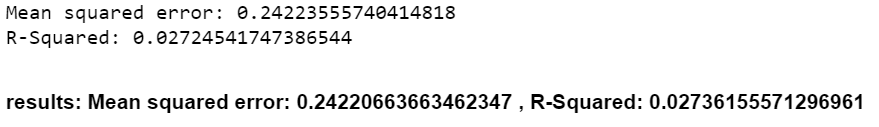 Mean squared error: 0.24223555740414818
R-Squared: 0.02724541747386544
results: Mean squared error: 0.24220663663462347 , R-Squared: 0.02736155571296961